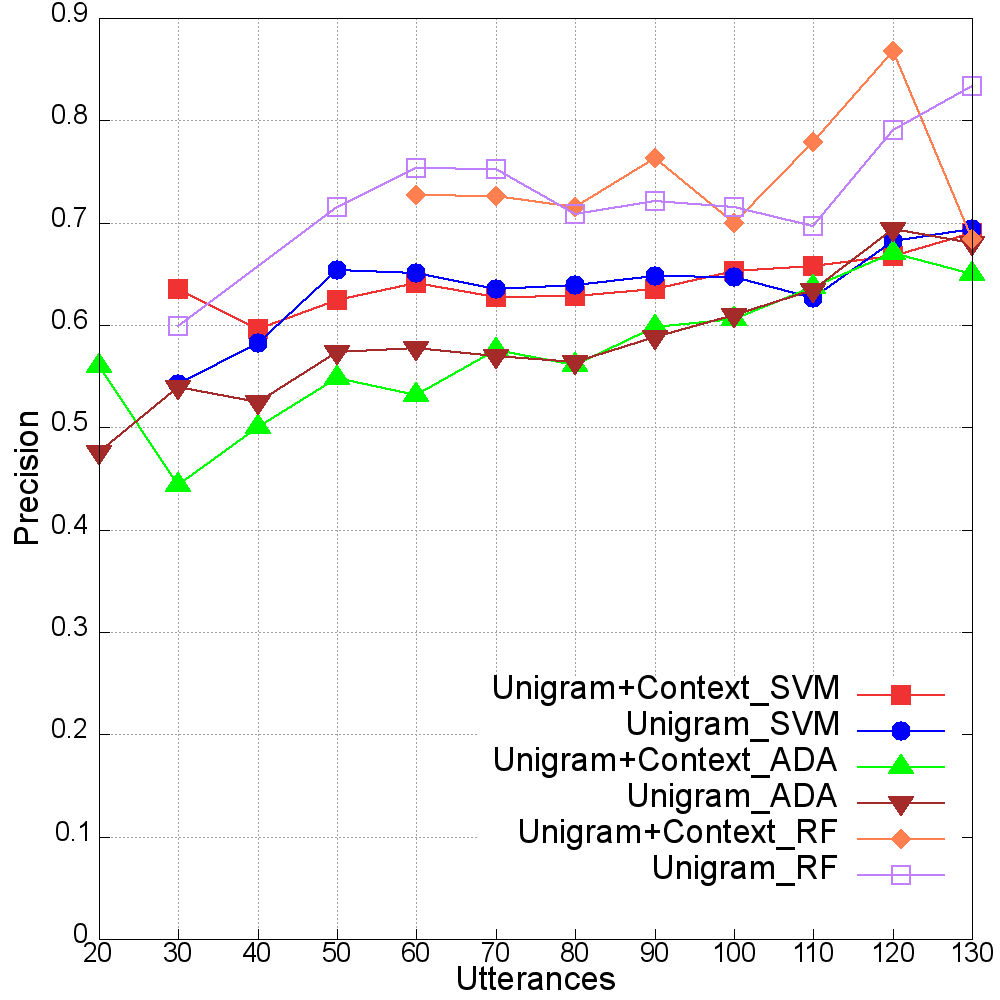 0.9
0.8
0.7
0.6
0.5
0.4
0.3
0.2
0.1
0
Precision
Unigram+Context_SVM
Unigram_SVM
Unigram+Context_ADA
Unigram_ADA
Unigram+Context_RF
Unigram_RF
20 30 40 50 60 70 80 90 100 110 120 130
Utterances